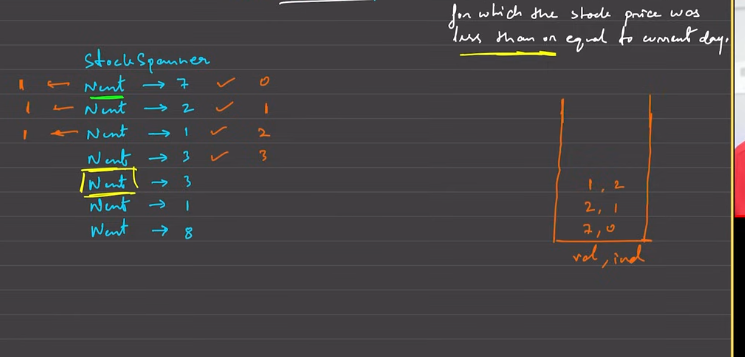 for which the stock price was
less than or equal to current day.
StockSpanner
1 ← Next → 7 ✓ 0
1 ← Next → 2 ✓ 1
1 ← Next → 1 ✓ 2
Next → 3 ✓ 3
Next → 3
Next → 1
Next → 8
1, 2
2, 1
7, 0
val, ind